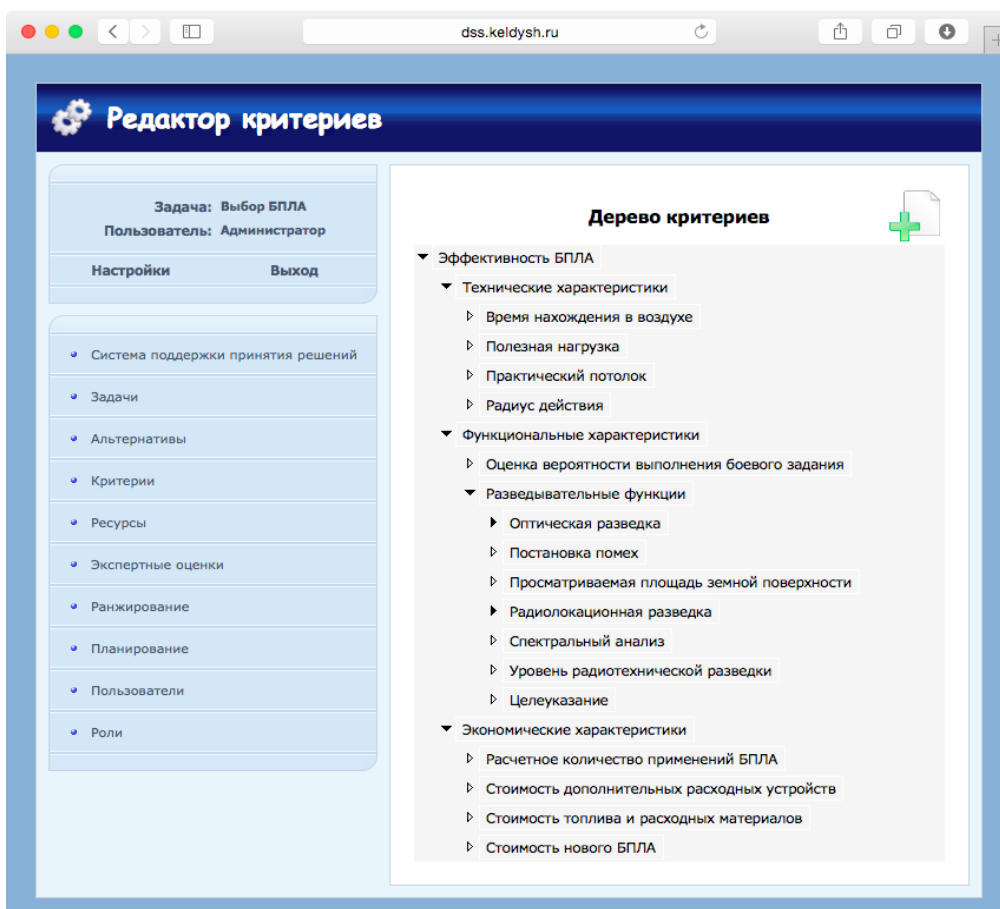 dss.keldysh.ru
Редактор критериев
Задача: Выбор БПЛА
Пользователь: Администратор
Настройки Выход
Система поддержки принятия решений
Задачи
Альтернативы
Критерии
Ресурсы
Экспертные оценки
Ранжирование
Планирование
Пользователи
Роли
Дерево критериев
Эффективность БПЛА
Технические характеристики
Время нахождения в воздухе
Полезная нагрузка
Практический потолок
Радиус действия
Функциональные характеристики
Оценка вероятности выполнения боевого задания
Разведывательные функции
Оптическая разведка
Постановка помех
Просматриваемая площадь земной поверхности
Радиолокационная разведка
Спектральный анализ
Уровень радиотехнической разведки
Целеуказание
Экономические характеристики
Расчетное количество применений БПЛА
Стоимость дополнительных расходных устройств
Стоимость топлива и расходных материалов
Стоимость нового БПЛА